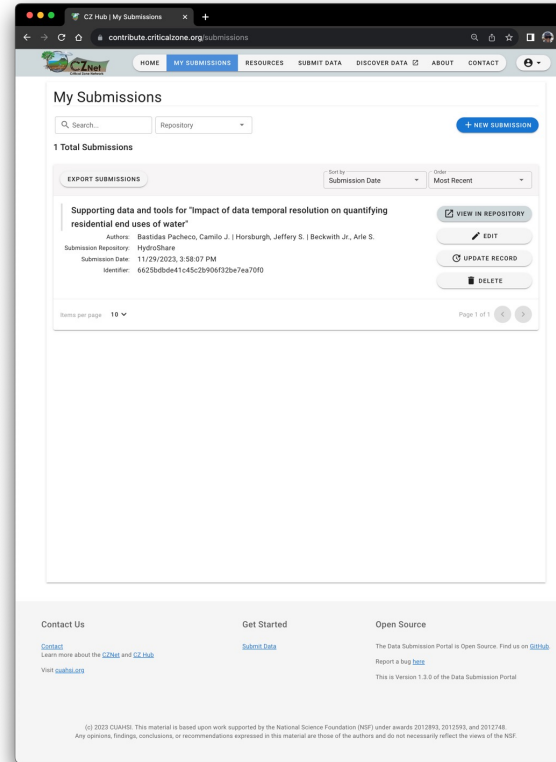 CZ Hub | My Submissions
contribute.criticalzone.org/submissions
CZNet
Critical Zone Network
HOME MY SUBMISSIONS RESOURCES SUBMIT DATA DISCOVER DATA ABOUT CONTACT
My Submissions
Search... Repository
+ NEW SUBMISSION
1 Total Submissions
EXPORT SUBMISSIONS
Sort by Order
Submission Date Most Recent
Supporting data and tools for "Impact of data temporal resolution on quantifying
residential end uses of water"
Authors: Bastidas Pacheco, Camilo J. | Horsburgh, Jeffery S. | Beckwith Jr., Arle S.
Submission Repository: HydroShare
Submission Date: 11/29/2023, 3:58:07 PM
Identifier: 6625bdbde41c45c2b906f32be7ea70f0
VIEW IN REPOSITORY
EDIT
UPDATE RECORD
DELETE
Items per page 10
Page 1 of 1
Contact Us
Contact
Learn more about the CZNet and CZ Hub
Visit cuahsi.org
Get Started
Submit Data
Open Source
The Data Submission Portal is Open Source. Find us on GitHub.
Report a bug here
This is Version 1.3.0 of the Data Submission Portal
(c) 2023 CUAHSI. This material is based upon work supported by the National Science Foundation (NSF) under awards 2012893, 2012593, and 2012748.
Any opinions, findings, conclusions, or recommendations expressed in this material are those of the authors and do not necessarily reflect the views of the NSF.